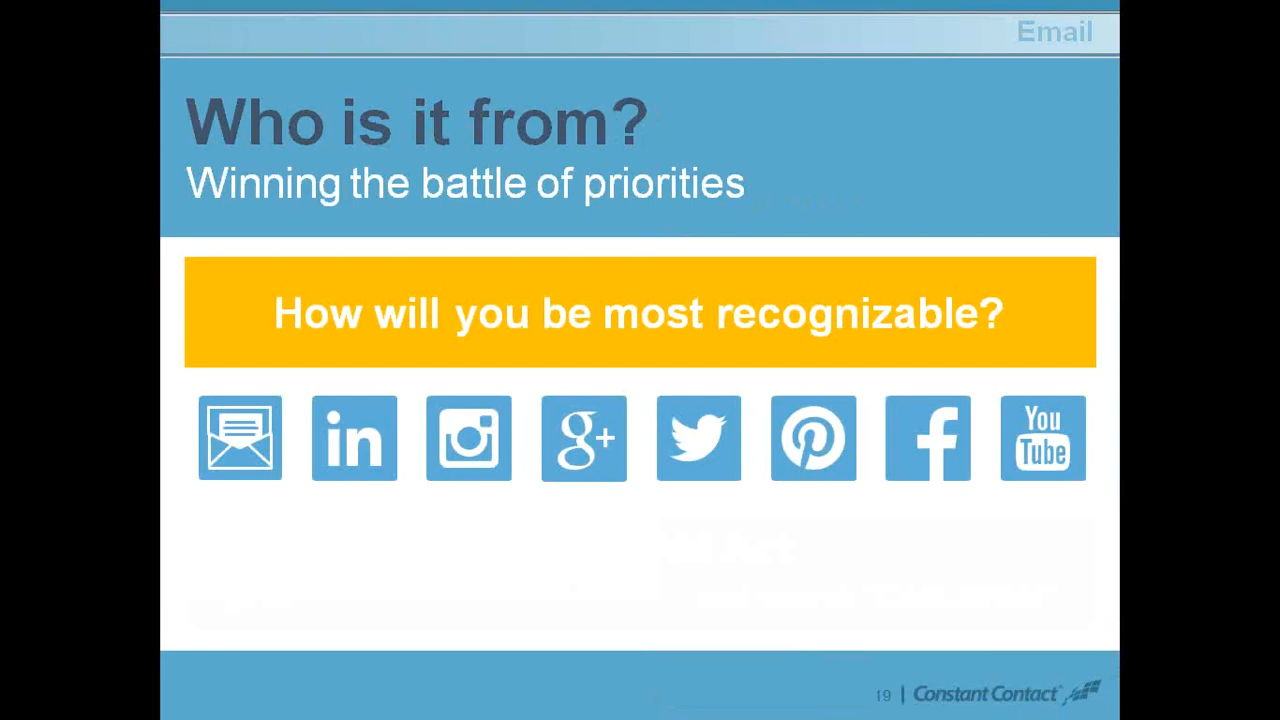 Email
Who is it from?
Winning the battle of priorities
How will you be most recognizable?
in
g+
f
You
Tube
19 | Constant Contact